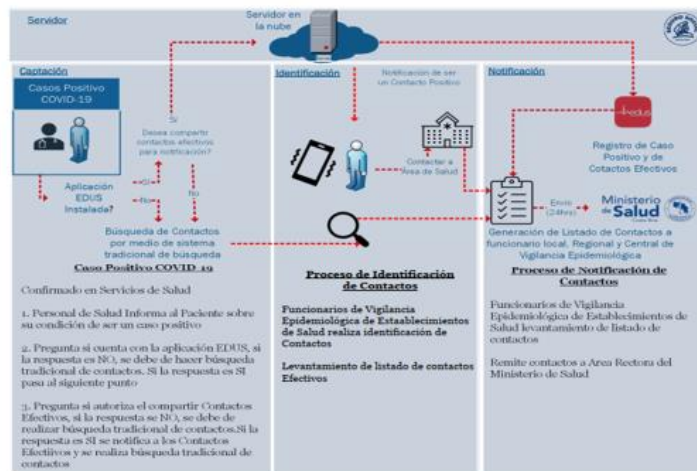 Servidor
Servidor en
la nube
Captación
Casos Positivo
COVID-19
Si
Desea compartir
contactos efectivos
para notificación?
Aplicación
EDUS
Instalada?
Si
No
No
Búsqueda de Contactos
por medio de sistema
tradicional de búsqueda
Caso Positivo COVID 19
Confirmado en Servicios de Salud
1. Personal de Salud Informa al Paciente sobre
su condición de ser un caso positivo
2. Pregunta si cuenta con la aplicación EDUS, si
la respuesta es NO, se debe de hacer búsqueda
tradicional de contactos. Si la respuesta es SI
pasa al siguiente punto
3. Pregunta si autoriza el compartir Contactos
Efectivos, si la respuesta se NO, se debe de
realizar búsqueda tradicional de contactos.Si la
respuesta es SI se notifica a los Contactos
Efectiivos y se realiza búsqueda tradicional de
contactos
Identificación
Notificación de ser
un Contacto Positivo
Contactar a
Area de Salud
Proceso de Identificación
de Contactos
Funcionarios de Vigilancia
Epidemiológica de Estaablecimientos
de Salud realiza identificación de
Contactos
Levantamiento de listado de contactos
Efectivos
Notificación
edus
Registro de Caso
Positivo y de
Cotactos Efectivos
Envío
(24hrs)
Ministerio
de Salud
Costa Rica
Generación de Listado de Contactos a
funcionario local, Regional y Central de
Vigilancia Epidemiológica
Proceso de Notificación de
Contactos
Funcionarios de Vigilancia
Epidemiológica de Establecimientos de
Salud levantamiento de listado de
contactos
Remite contactos a Area Rectora del
Ministerio de Salud